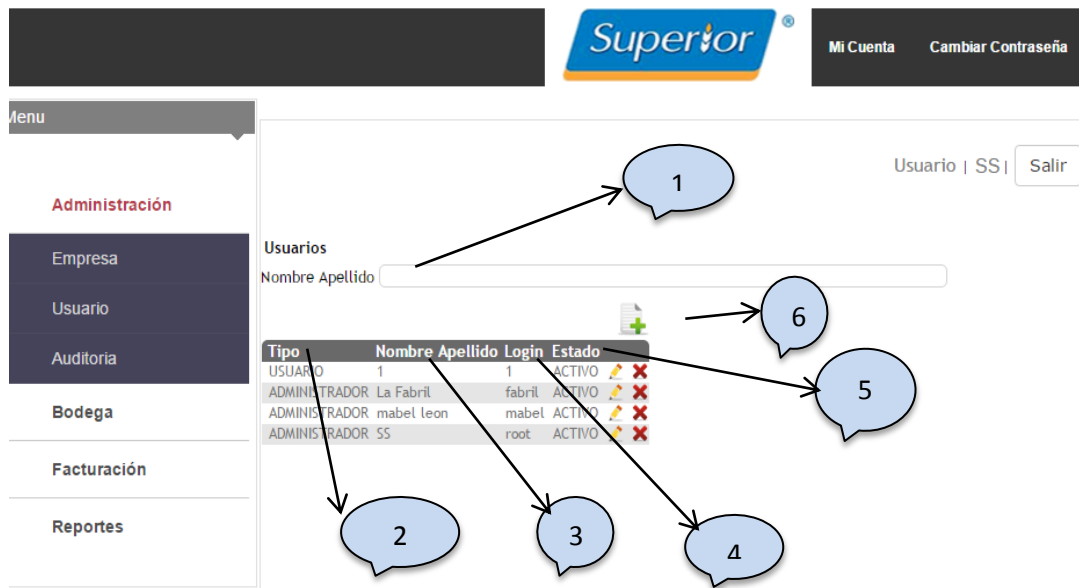 Superior ®
Mi Cuenta Cambiar Contraseña
Menu
Usuario | SS | Salir
1
Administración
Empresa
Usuario
Auditoria
Bodega
Facturación
Reportes
Usuarios
Nombre Apellido
6
Tipo Nombre Apellido Login Estado
USUARIO 1 1 ACTIVO
ADMINISTRADOR La Fabril fabril ACTIVO
ADMINISTRADOR mabel leon mabel ACTIVO
ADMINISTRADOR SS root ACTIVO
5
2
3
4